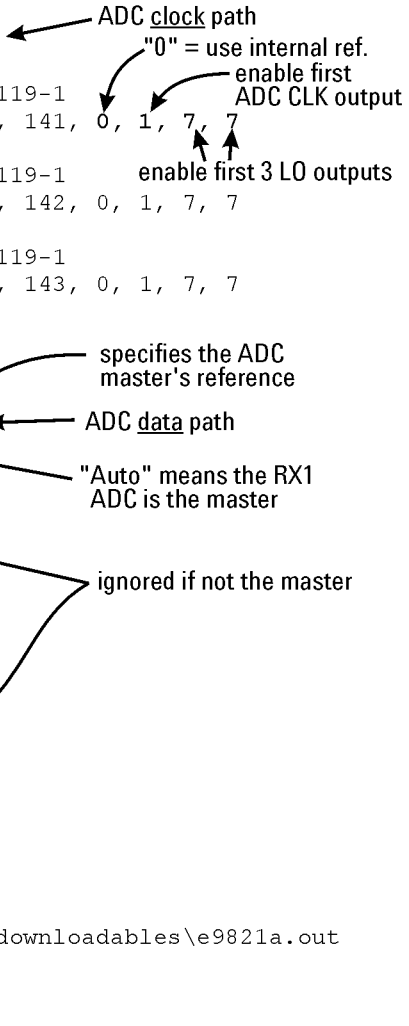 ADC clock path
"0" = use internal ref.
enable first
ADC CLK output
119-1
, 141, 0, 1, 7, 7
enable first 3 LO outputs
119-1
, 142, 0, 1, 7, 7
119-1
, 143, 0, 1, 7, 7
specifies the ADC
master's reference
ADC data path
"Auto" means the RX1
ADC is the master
ignored if not the master
downloadables\e9821a.out